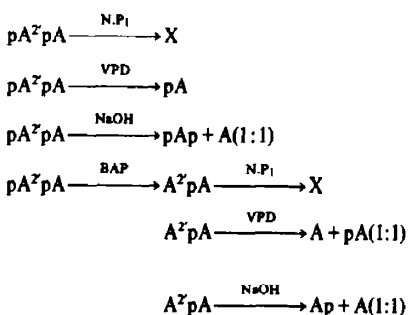 pA²′pA —N.P₁→ X
pA²′pA —VPD→ pA
pA²′pA —NaOH→ pAp + A(1:1)
pA²′pA —BAP→ A²′pA —N.P₁→ X
A²′pA —VPD→ A + pA(1:1)
A²′pA —NaOH→ Ap + A(1:1)